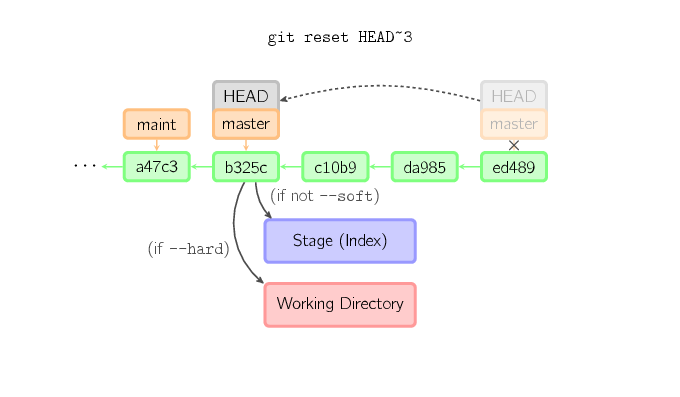 git reset HEAD~3
HEAD HEAD
maint master master
··· a47c3 b325c c10b9 da985 ed489
(if not --soft)
Stage (Index)
(if --hard)
Working Directory